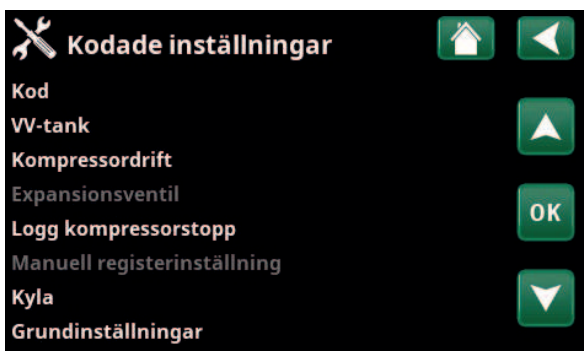 Kodade inställningar
Kod
VV-tank
Kompressordrift
Expansionsventil
Logg kompressorstopp
OK
Manuell registerinställning
Kyla
Grundinställningar